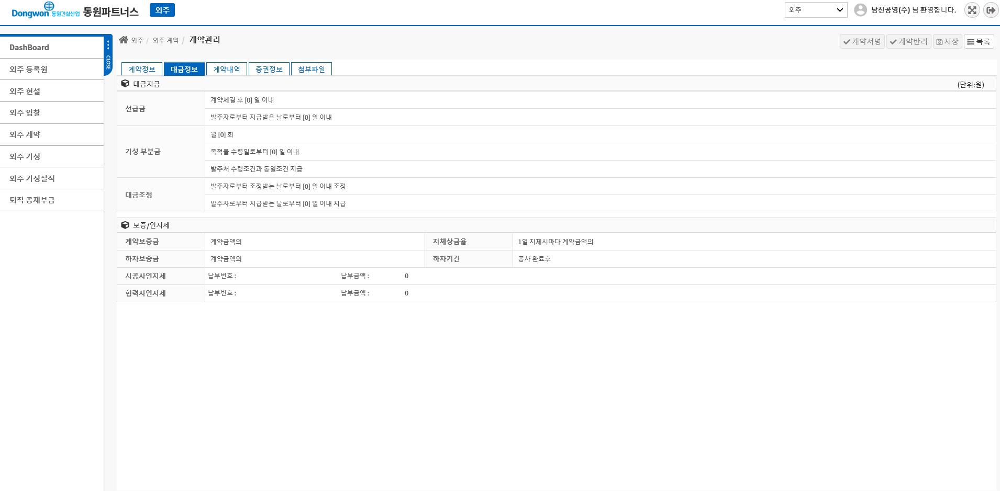 Dongwon 동원건설산업 동원파트너스 외주
외주 남진공영(주) 님 환영합니다.
DashBoard
외주 등록원
외주 현설
외주 입찰
외주 계약
외주 기성
외주 기성실적
퇴직 공제부금
CLOSE
외주 / 외주 계약 / 계약관리
계약서명 계약반려 저장 목록
계약정보 대금정보 계약내역 증권정보 첨부파일
대금지급 (단위:원)
선급금
계약체결 후 [0] 일 이내
발주자로부터 지급받은 날로부터 [0] 일 이내
기성 부분금
월 [0] 회
목적물 수령일로부터 [0] 일 이내
발주처 수령조건과 동일조건 지급
대금조정
발주자로부터 조정받는 날로부터 [0] 일 이내 조정
발주자로부터 지급받는 날로부터 [0] 일 이내 지급
보증/인지세
계약보증금 계약금액의 지체상금율 1일 지체시마다 계약금액의
하자보증금 계약금액의 하자기간 공사 완료후
시공사인지세 납부번호 : 납부금액 : 0
협력사인지세 납부번호 : 납부금액 : 0